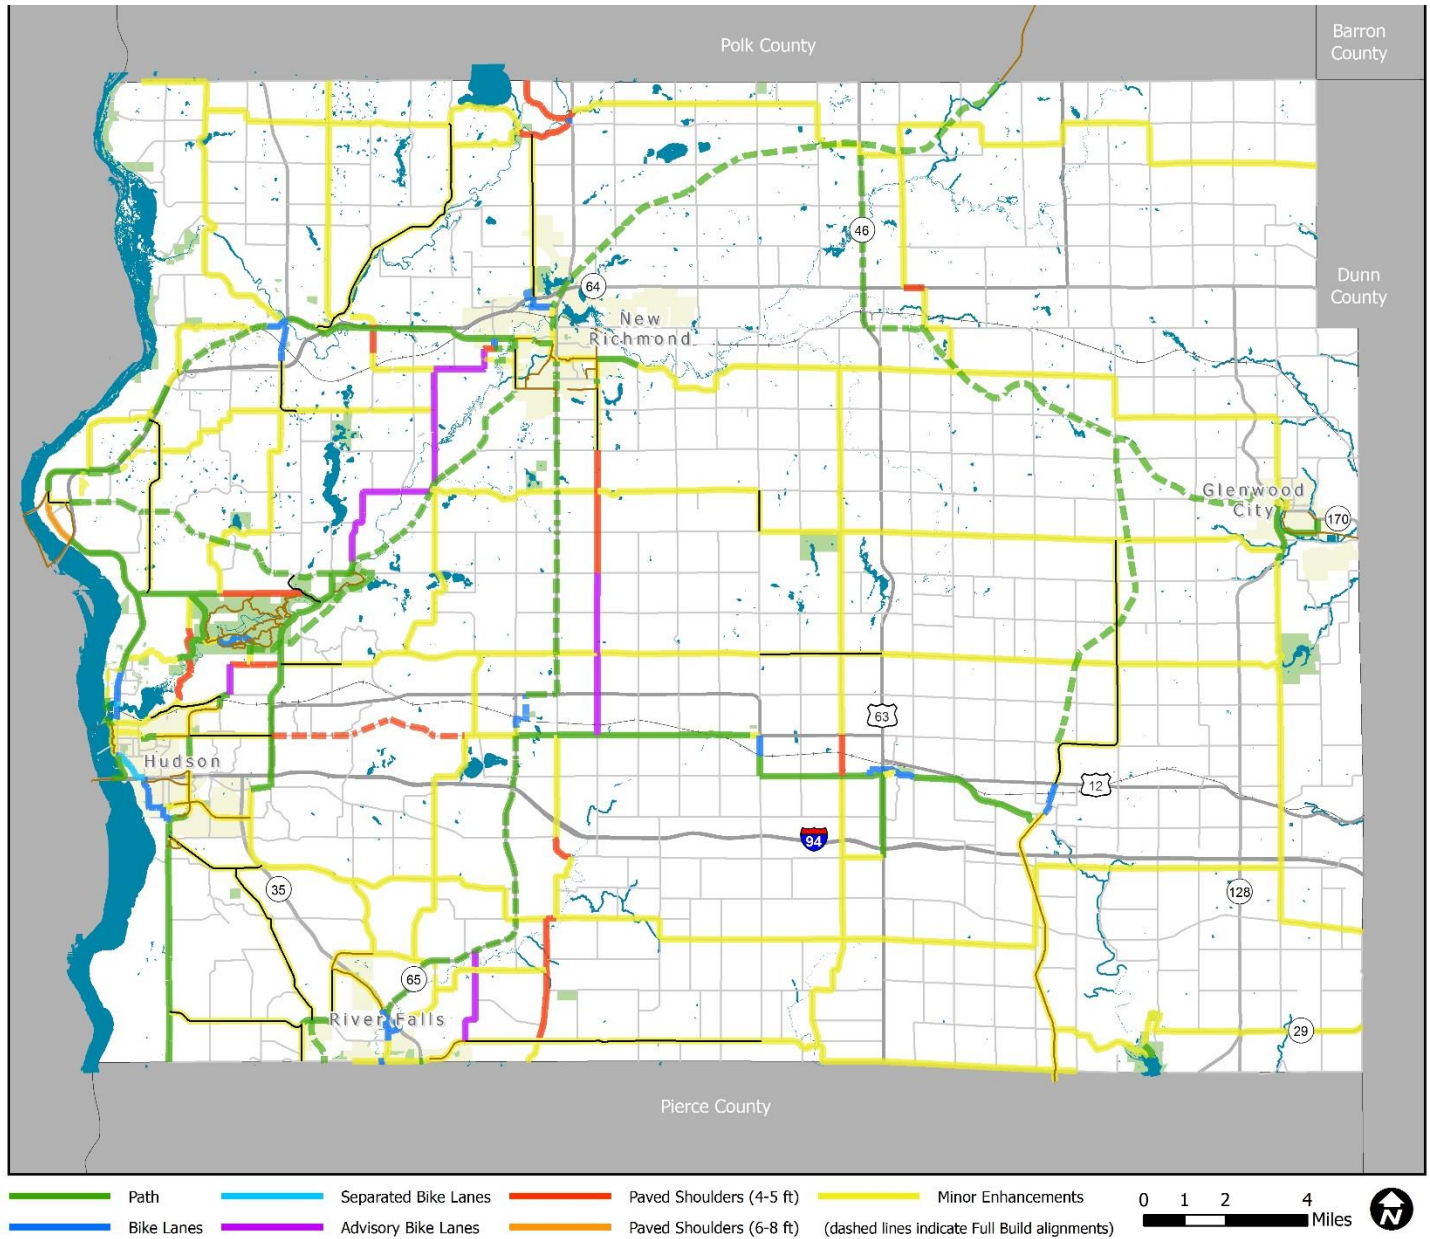 Polk County
Barron
County
46
64
Dunn
County
New
Richmond
Glenwood
City
170
63
Hudson
12
94
35
128
65
River Falls
29
Pierce County
Path
Separated Bike Lanes
Paved Shoulders (4-5 ft)
Minor Enhancements
0 1 2 4
Miles
N
Bike Lanes
Advisory Bike Lanes
Paved Shoulders (6-8 ft)
(dashed lines indicate Full Build alignments)